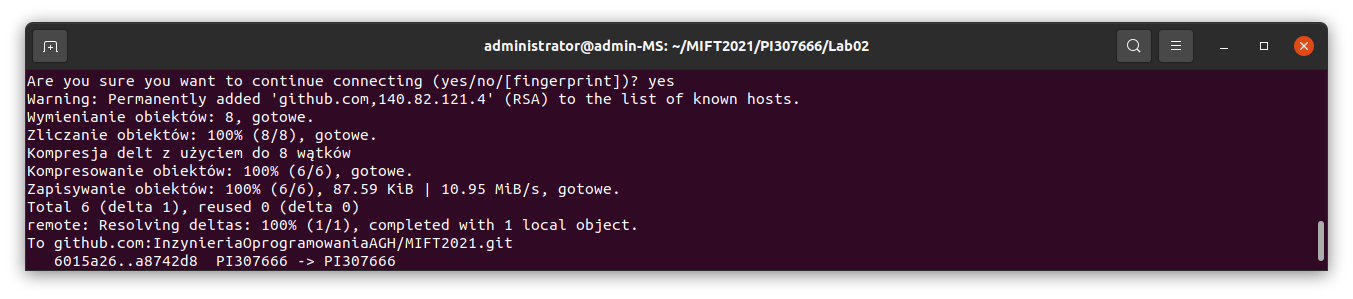 administrator@admin-MS: ~/MIFT2021/PI307666/Lab02
Are you sure you want to continue connecting (yes/no/[fingerprint])? yes
Warning: Permanently added 'github.com,140.82.121.4' (RSA) to the list of known hosts.
Wymienianie obiektów: 8, gotowe.
Zliczanie obiektów: 100% (8/8), gotowe.
Kompresja delt z użyciem do 8 wątków
Kompresowanie obiektów: 100% (6/6), gotowe.
Zapisywanie obiektów: 100% (6/6), 87.59 KiB | 10.95 MiB/s, gotowe.
Total 6 (delta 1), reused 0 (delta 0)
remote: Resolving deltas: 100% (1/1), completed with 1 local object.
To github.com:InzynieriaOprogramowaniaAGH/MIFT2021.git
   6015a26..a8742d8  PI307666 -> PI307666